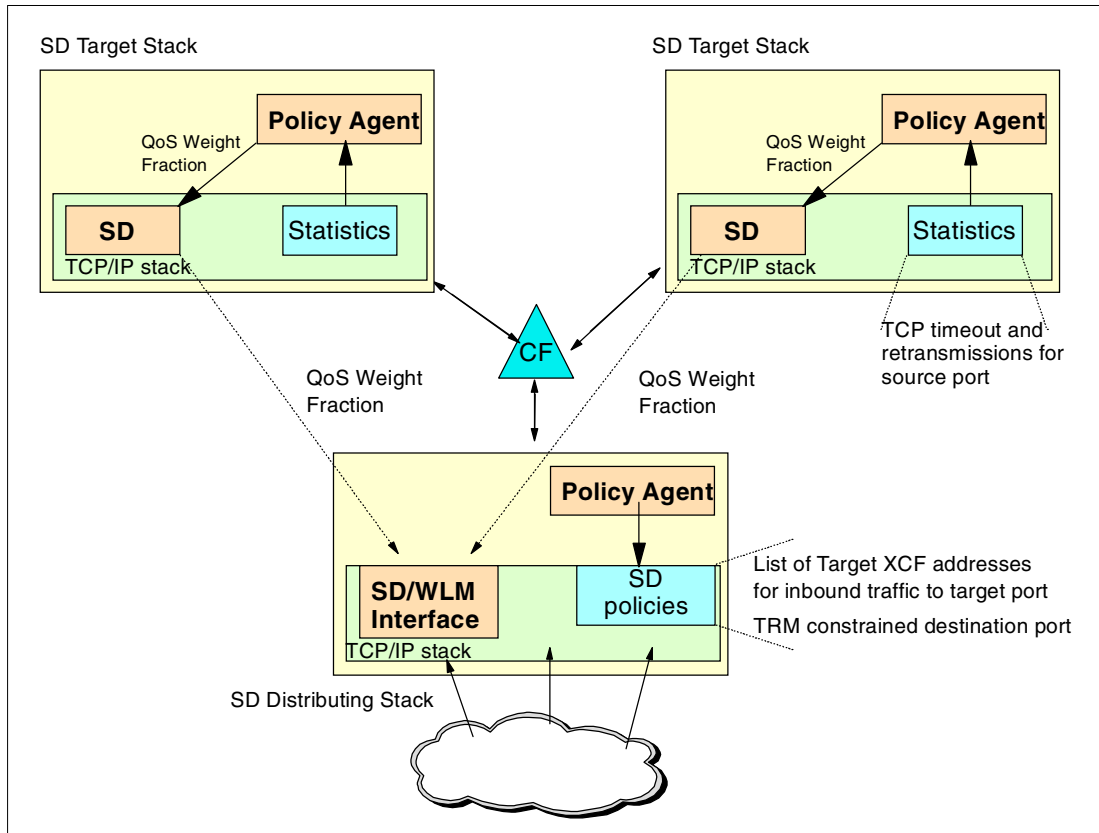 SD Target Stack
Policy Agent
QoS Weight
Fraction
SD
Statistics
TCP/IP stack
SD Target Stack
Policy Agent
QoS Weight
Fraction
SD
Statistics
TCP/IP stack
TCP timeout and
retransmissions for
source port
CF
QoS Weight
Fraction
QoS Weight
Fraction
Policy Agent
SD/WLM
Interface
SD
policies
TCP/IP stack
List of Target XCF addresses
for inbound traffic to target port
TRM constrained destination port
SD Distributing Stack